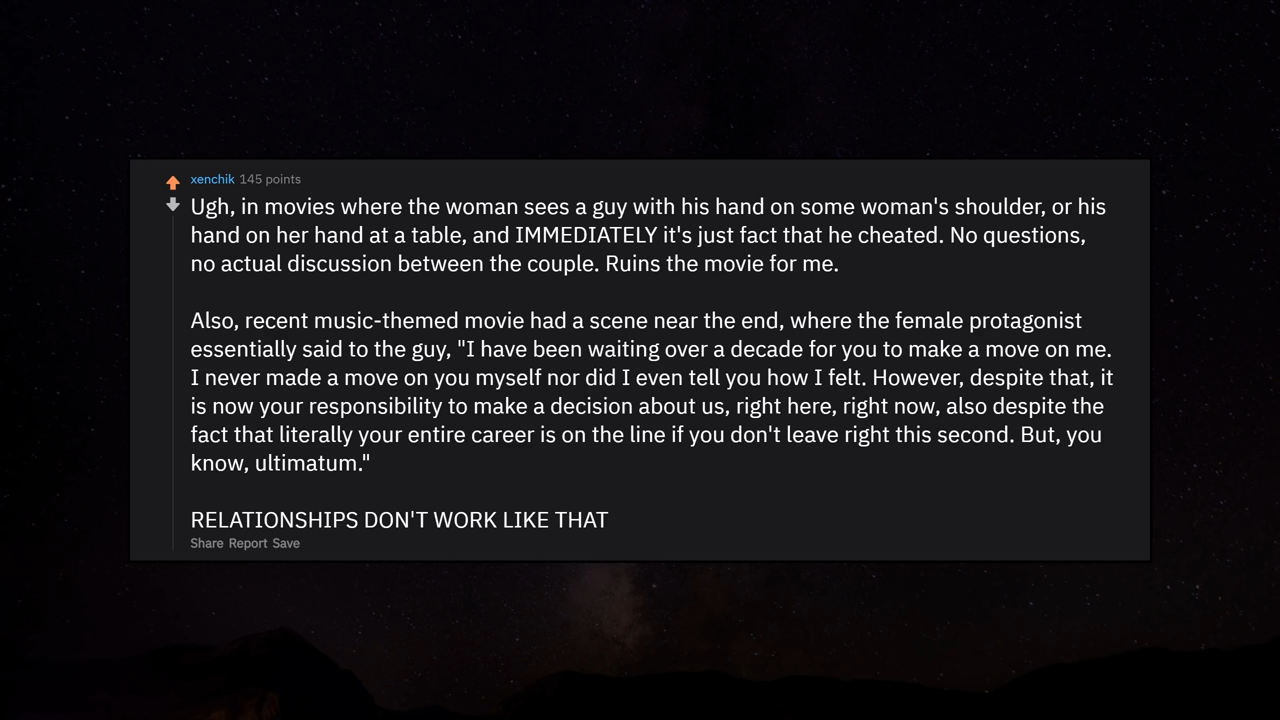 xenchik 145 points
Ugh, in movies where the woman sees a guy with his hand on some woman's shoulder, or his
hand on her hand at a table, and IMMEDIATELY it's just fact that he cheated. No questions,
no actual discussion between the couple. Ruins the movie for me.
Also, recent music-themed movie had a scene near the end, where the female protagonist
essentially said to the guy, "I have been waiting over a decade for you to make a move on me.
I never made a move on you myself nor did I even tell you how I felt. However, despite that, it
is now your responsibility to make a decision about us, right here, right now, also despite the
fact that literally your entire career is on the line if you don't leave right this second. But, you
know, ultimatum."
RELATIONSHIPS DON'T WORK LIKE THAT
Share Report Save